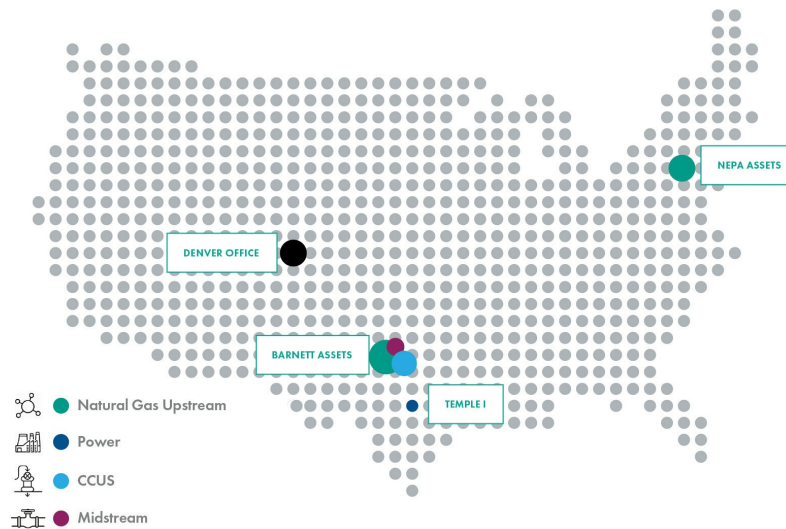 NEPA ASSETS
DENVER OFFICE
BARNETT ASSETS
TEMPLE I
Natural Gas Upstream
Power
CCUS
Midstream